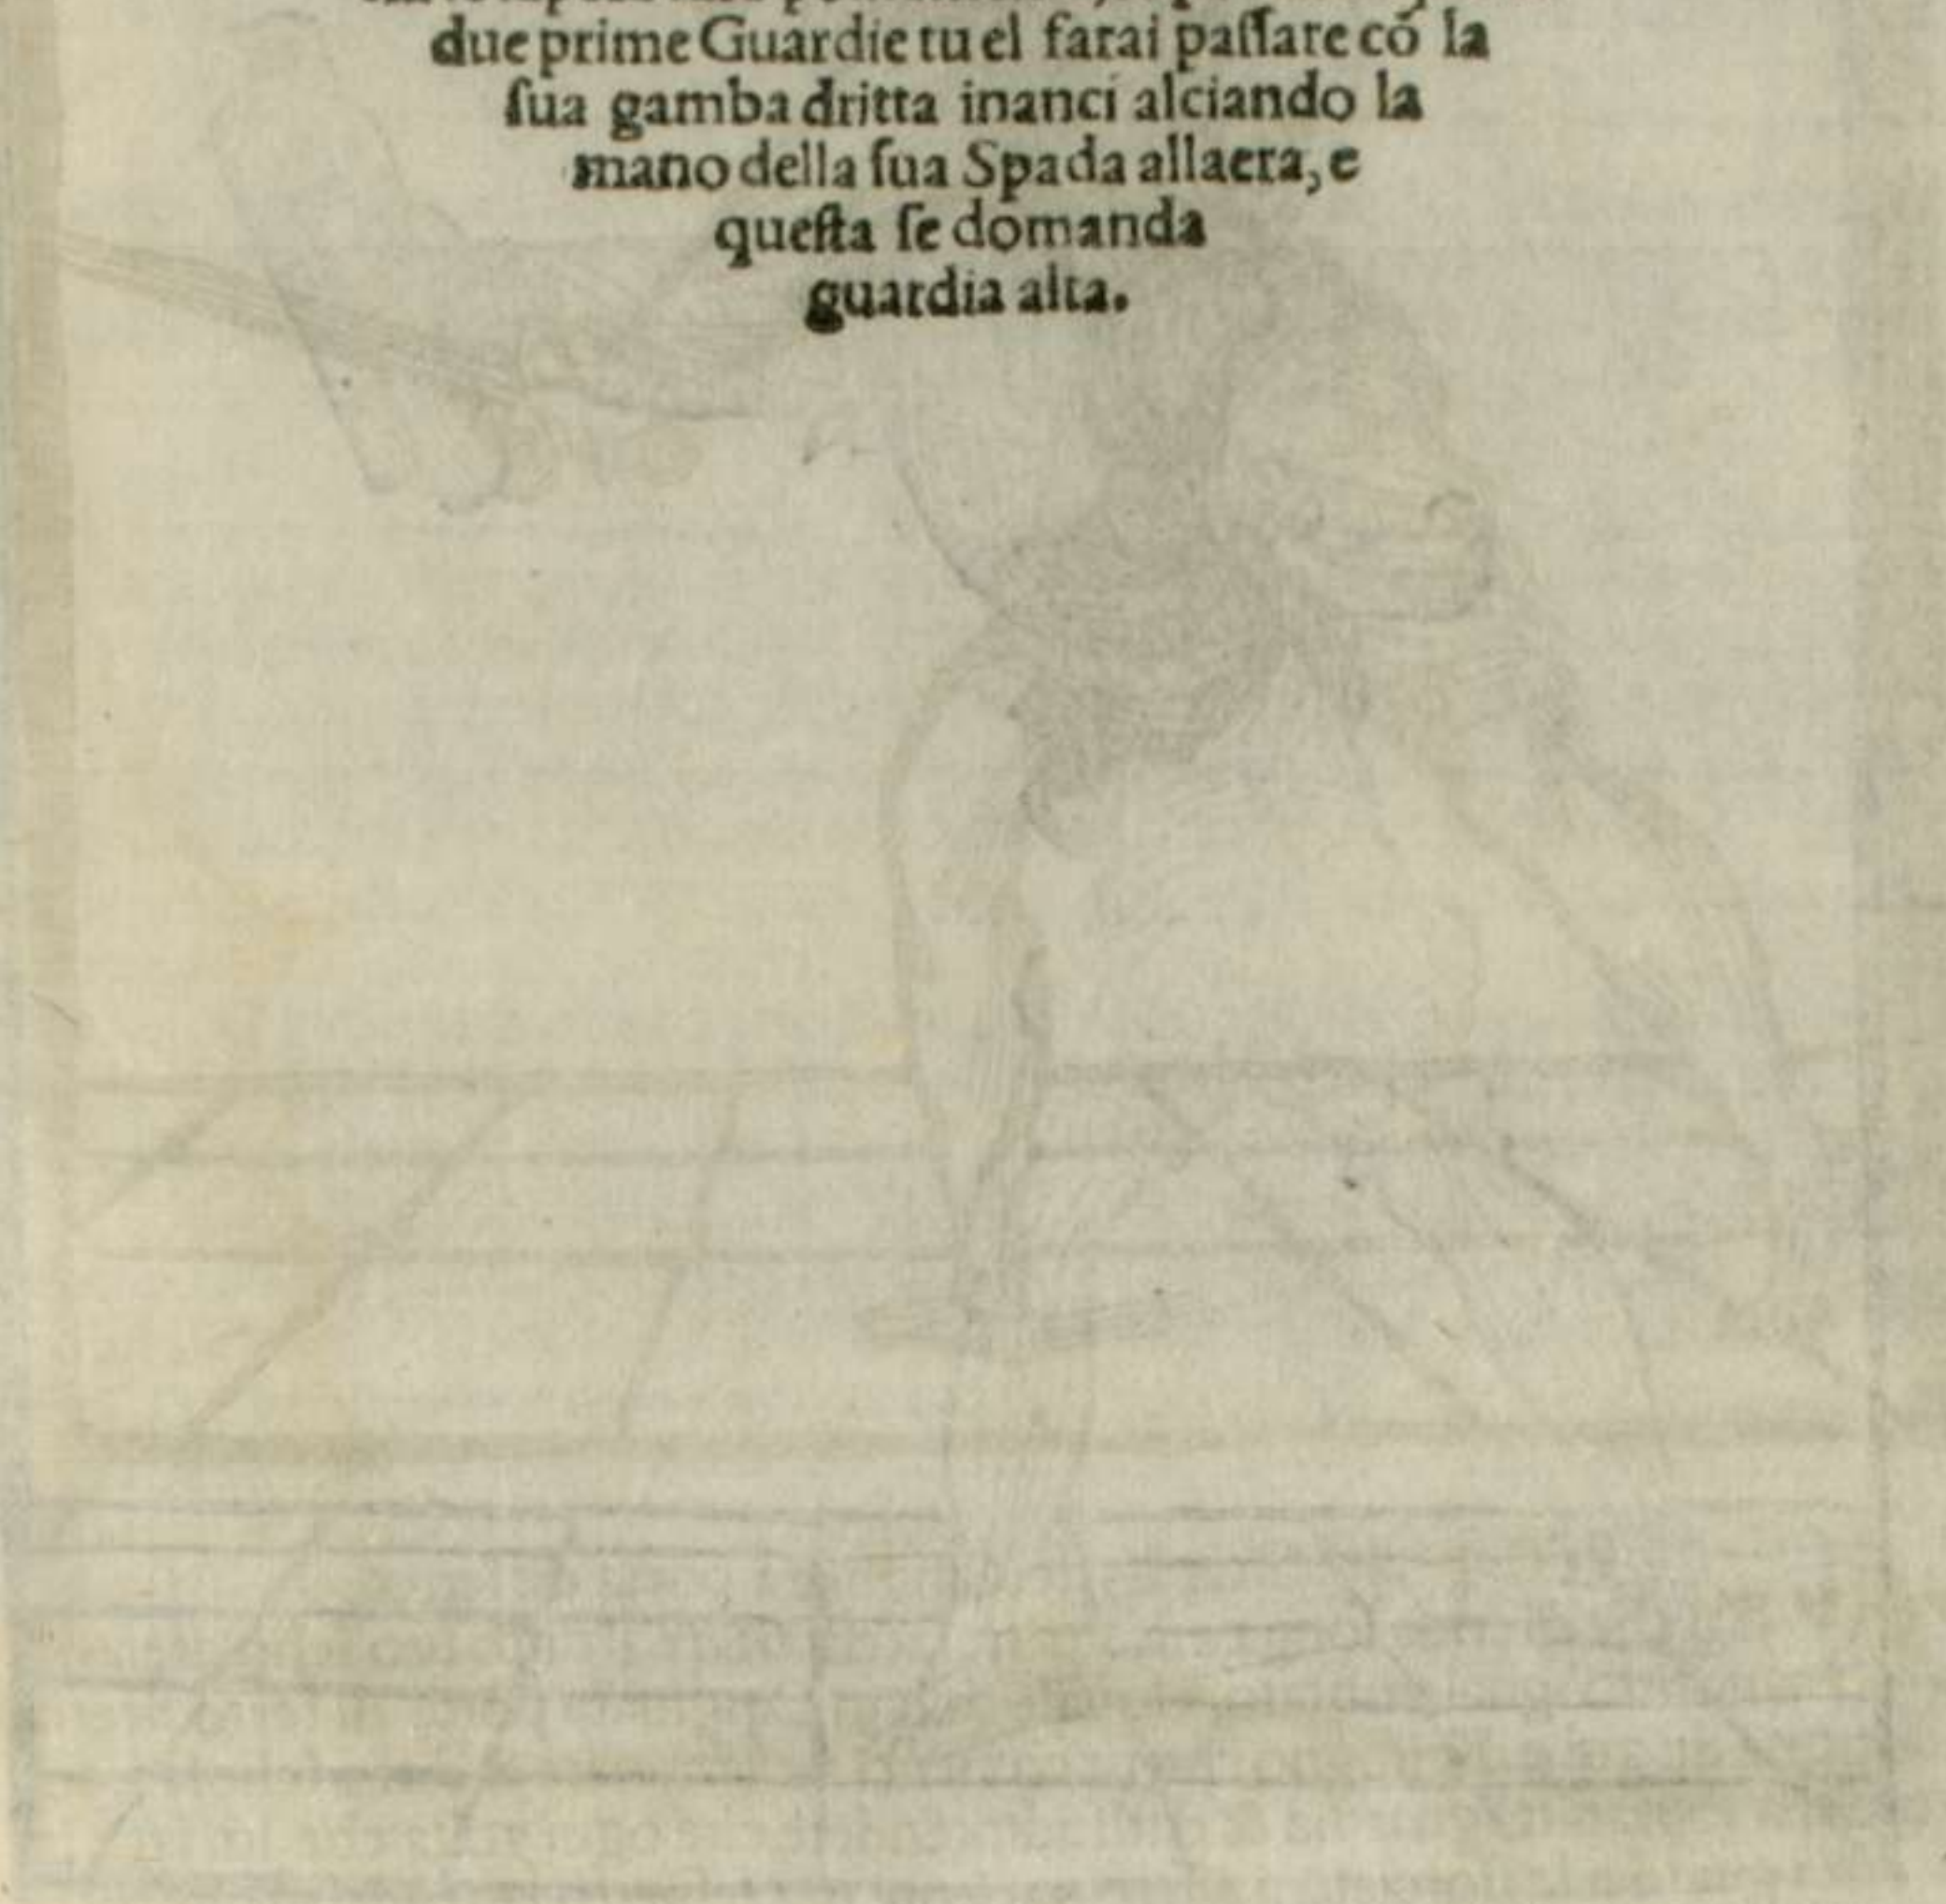 due prime Guardie tu el farai paſſare có la
ſua gamba dritta inanci alciando la
mano della ſua Spada allaera, e
queſta ſe domanda
guardia alta.